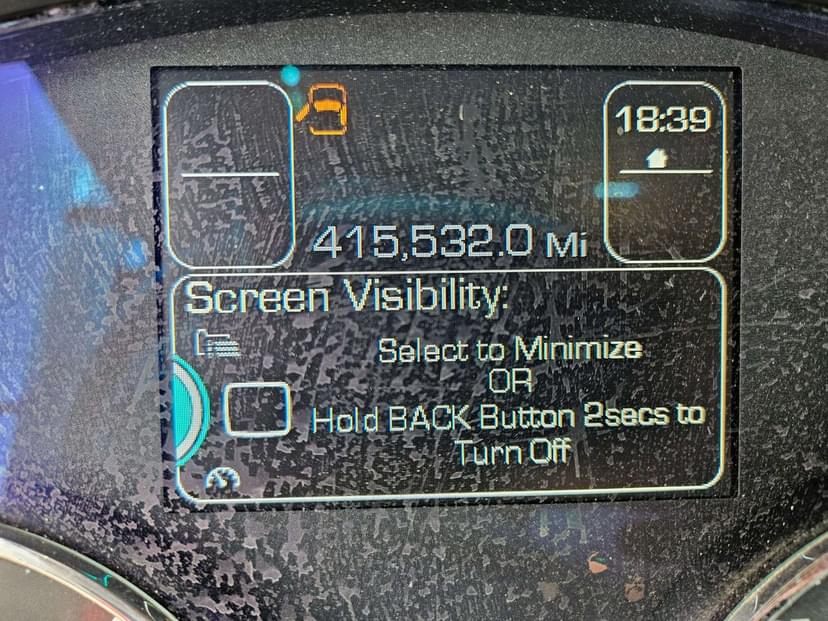 18:39
415,532.0 Mi
Screen Visibility:
Select to Minimize
OR
Hold BACK Button 2secs to
Turn Off